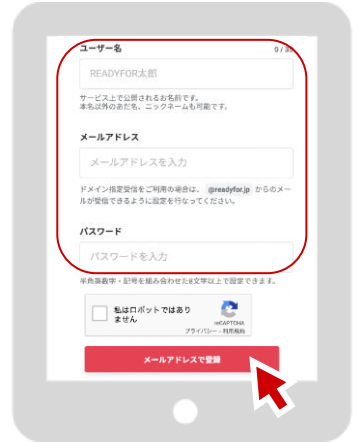 ユーザー名
0 / 35
READYFOR太郎
サービス上で公開されるお名前です。
本名以外のあだ名、ニックネームも可能です。
メールアドレス
メールアドレスを入力
ドメイン指定受信をご利用の場合は、 @readyfor.jp からのメー
ルが受信できるように設定を行なってください。
パスワード
パスワードを入力
半角英数字・記号を組み合わせた8文字以上で設定できます。
私はロボットではあり
ません
reCAPTCHA
プライバシー - 利用規約
メールアドレスで登録